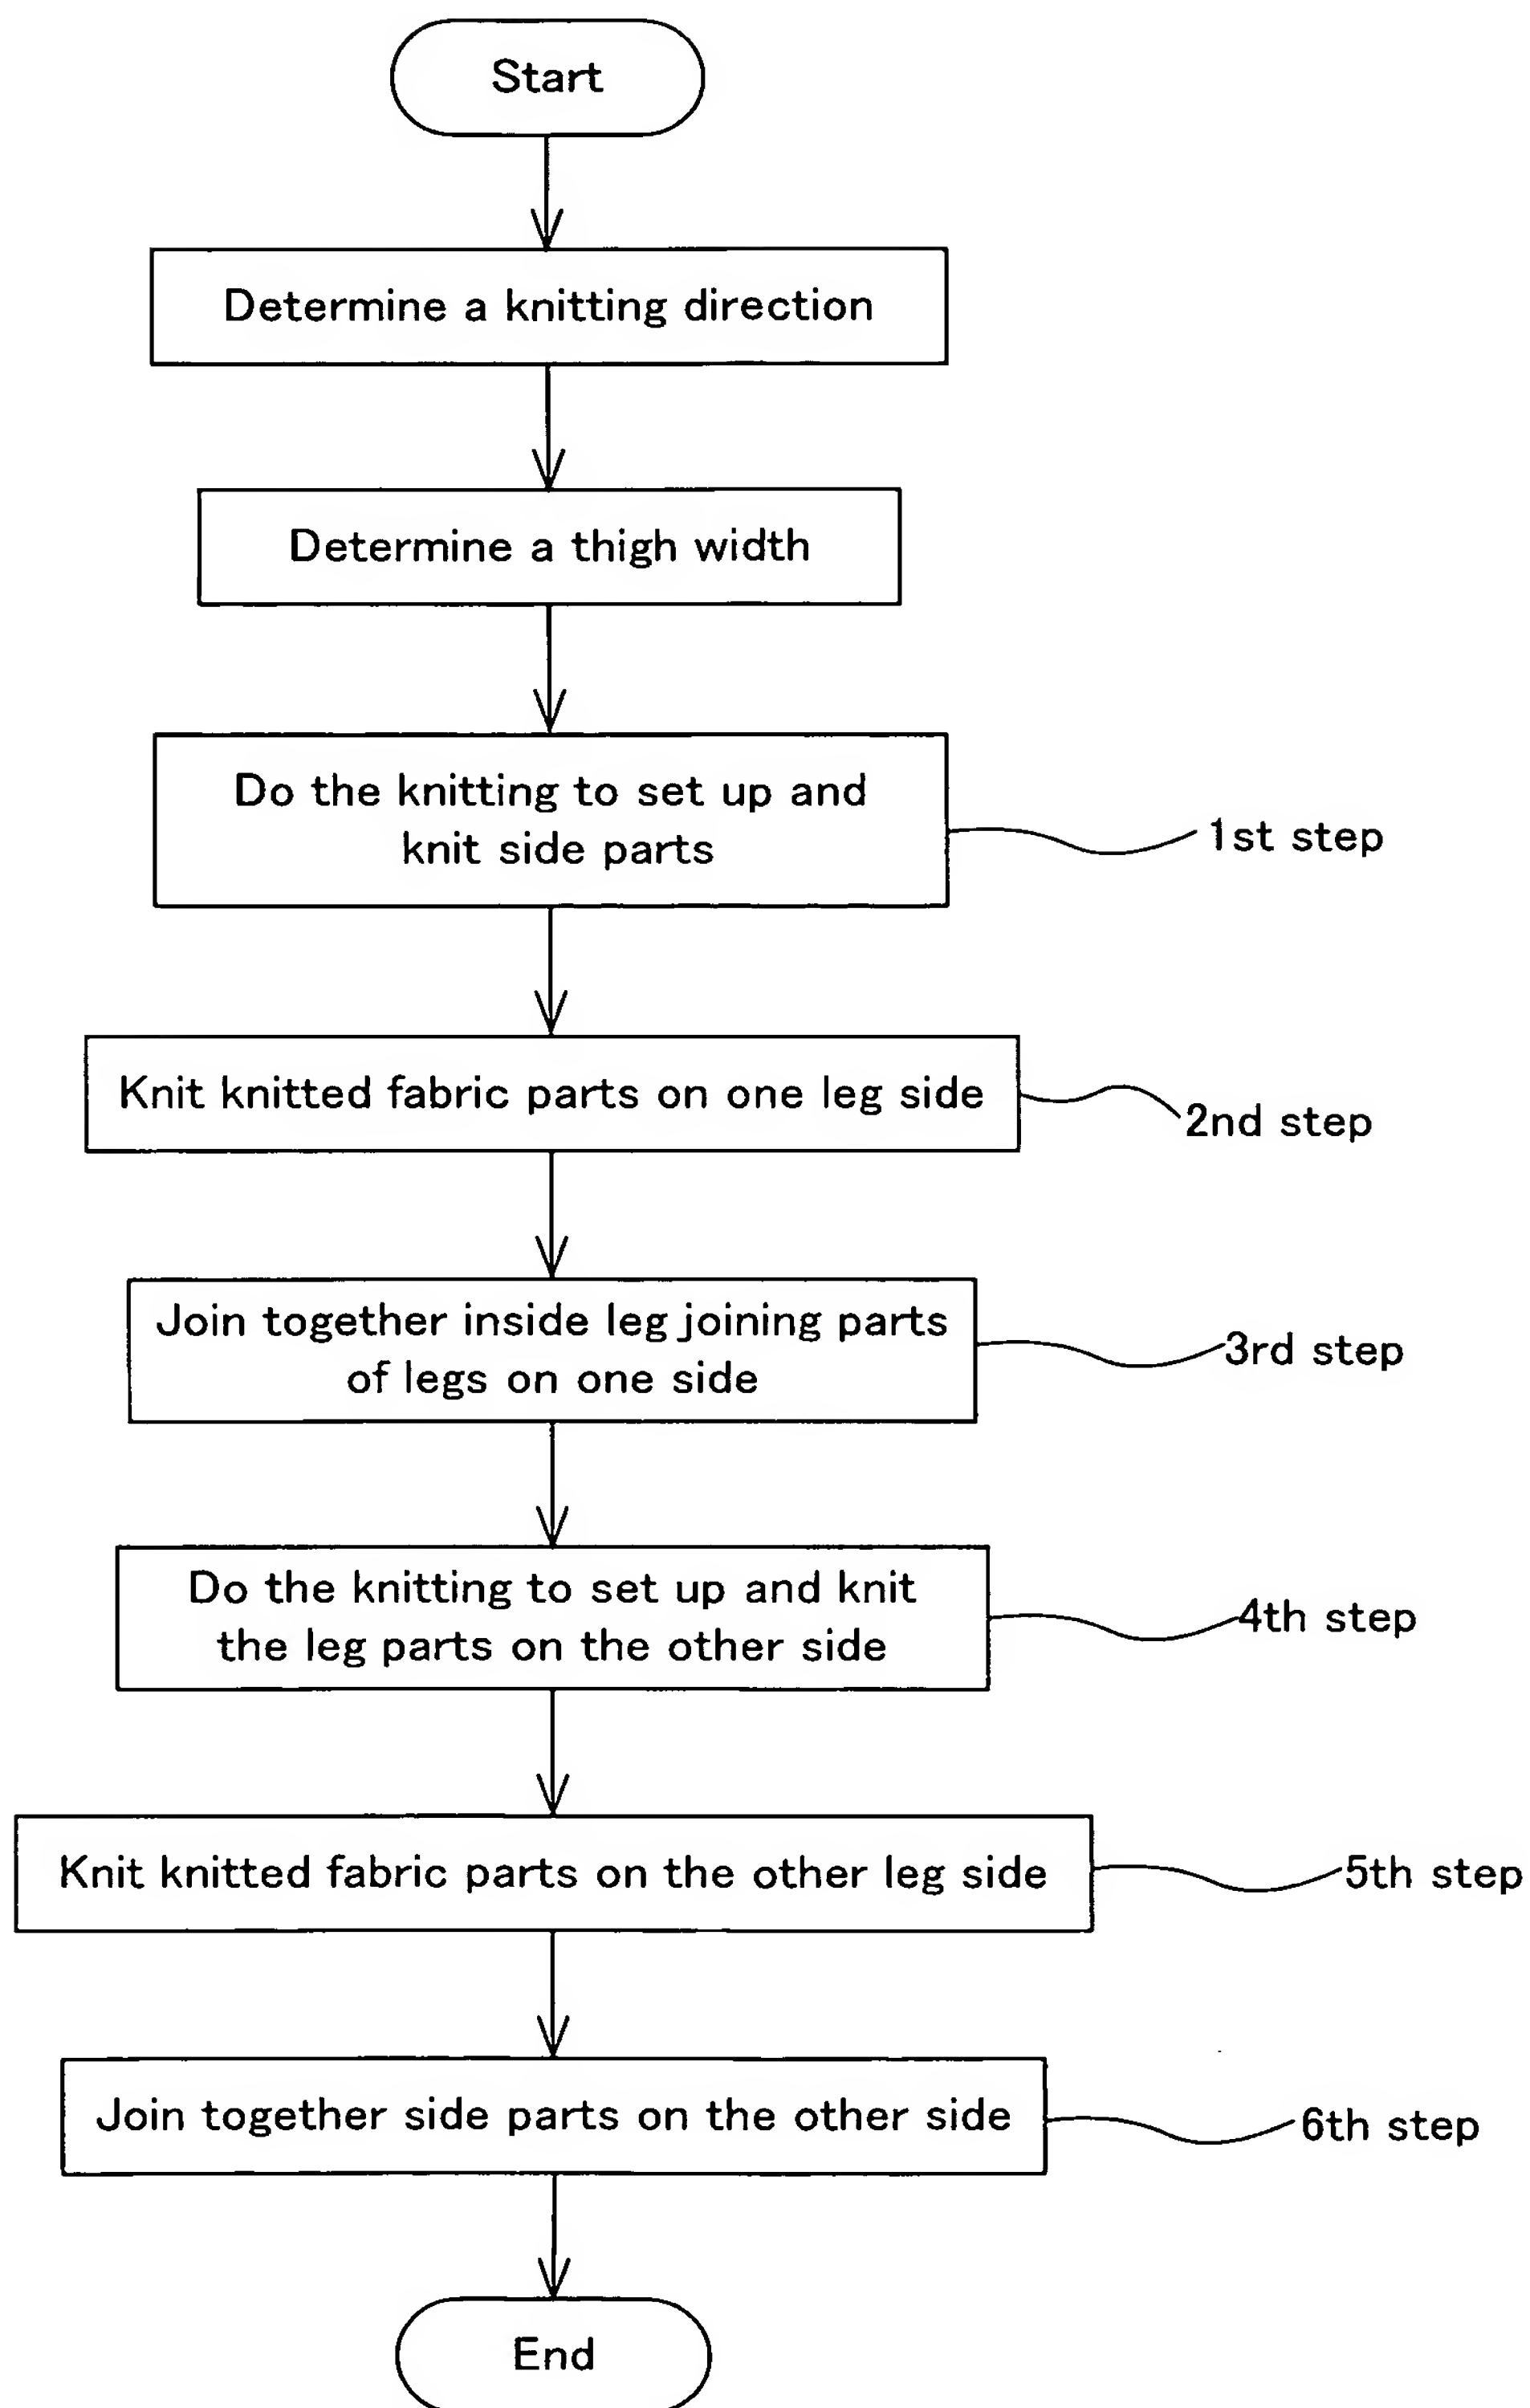 Start
Determine a knitting direction
Determine a thigh width
Do the knitting to set up and
knit side parts
1st step
Knit knitted fabric parts on one leg side
2nd step
Join together inside leg joining parts
of legs on one side
3rd step
Do the knitting to set up and knit
the leg parts on the other side
4th step
Knit knitted fabric parts on the other leg side
5th step
Join together side parts on the other side
6th step
End